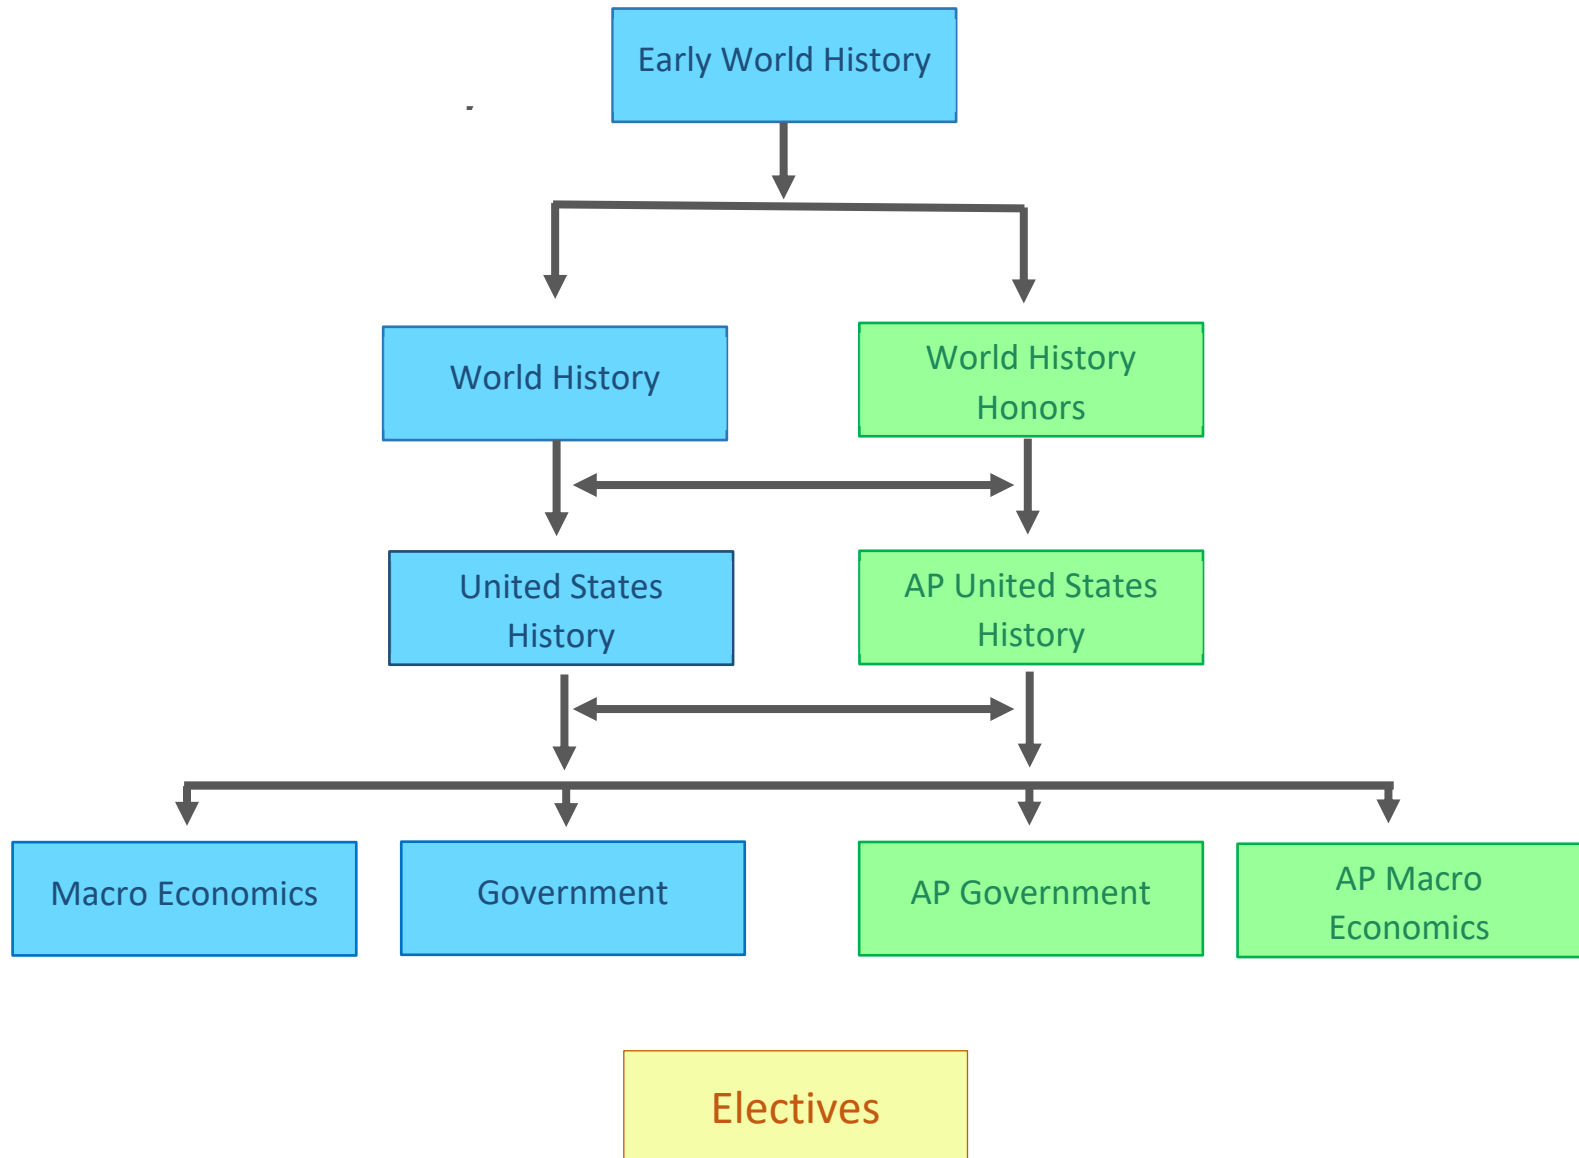 Early World History
World History
World History
Honors
United States
History
AP United States
History
Macro Economics
Government
AP Government
AP Macro
Economics
Electives